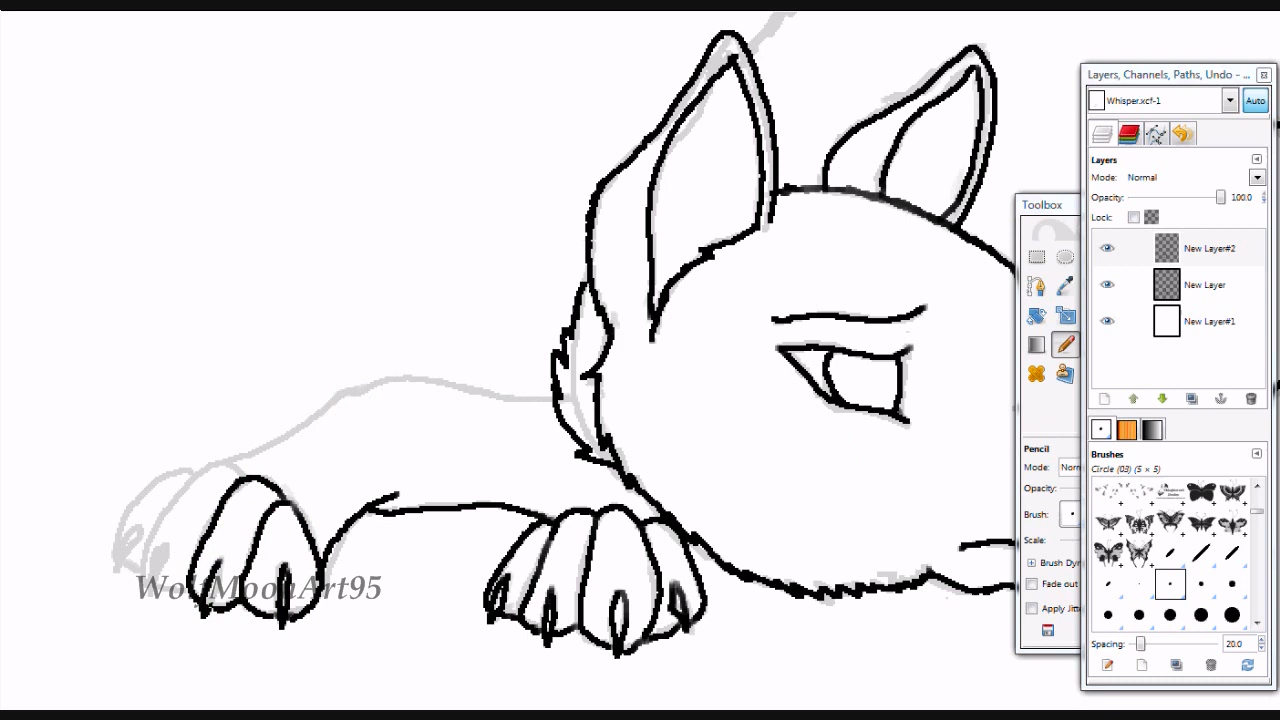 Layers, Channels, Paths, Undo - ...
Whisper.xcf-1
Auto
Layers
Mode: Normal
Opacity: 100.0
Lock:
New Layer#2
New Layer
New Layer#1
Toolbox
Pencil
Mode: Norm
Opacity:
Brush:
Scale:
Brush Dyn
Fade out
Apply Jitt
Brushes
Circle (03) (5 × 5)
Spacing: 20.0
WolfMoonArt95